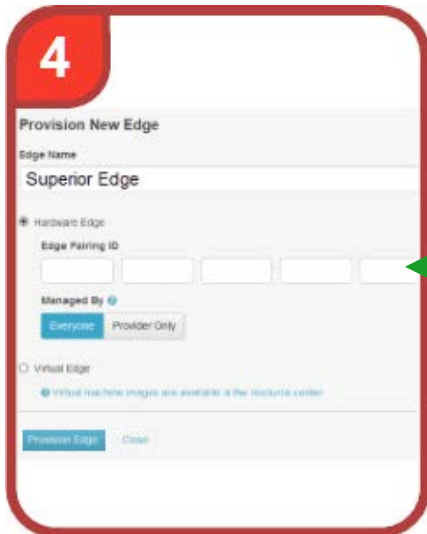 4
Provision New Edge
Edge Name
Superior Edge
Hardware Edge
Edge Pairing ID
Managed By
Everyone Provider Only
Virtual Edge
Virtual machine images are available in the resource center
Provision Edge Close